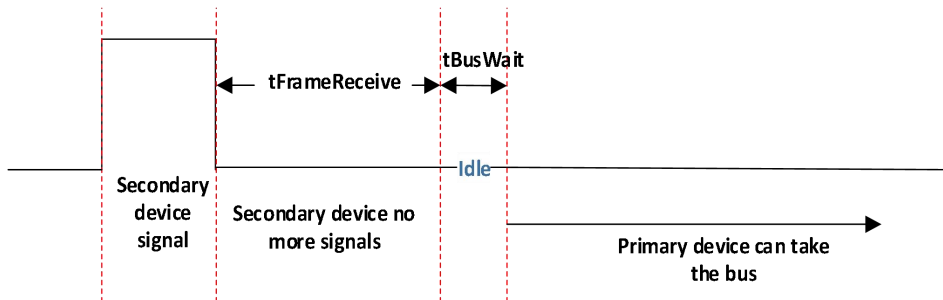 tBusWait
tFrameReceive
Idle
Secondary
device
signal
Secondary device no
more signals
Primary device can take
the bus